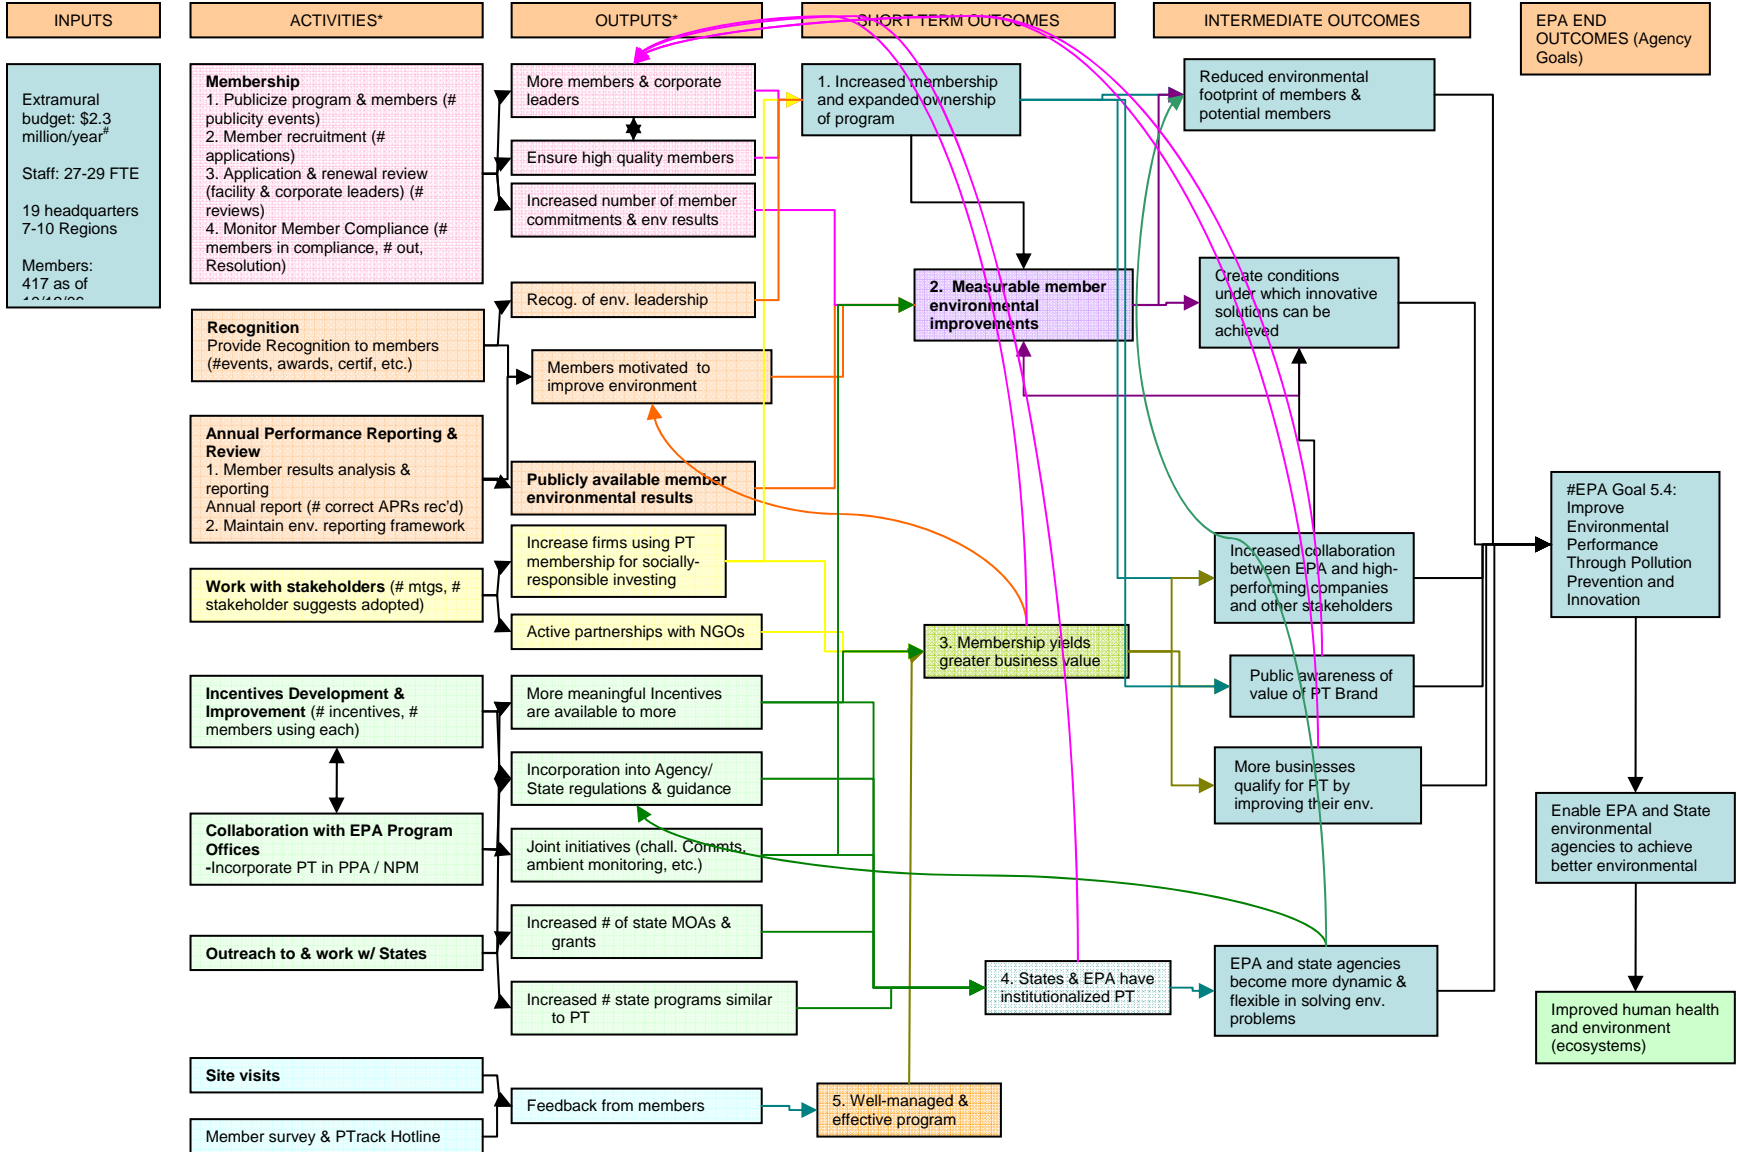 INPUTS
ACTIVITIES*
OUTPUTS*
SHORT TERM OUTCOMES
INTERMEDIATE OUTCOMES
EPA END
OUTCOMES (Agency
Goals)
Extramural
budget: $2.3
million/year#
Staff: 27-29 FTE
19 headquarters
7-10 Regions
Members:
417 as of
Membership
1. Publicize program & members (#
publicity events)
2. Member recruitment (#
applications)
3. Application & renewal review
(facility & corporate leaders) (#
reviews)
4. Monitor Member Compliance (#
members in compliance, # out,
Resolution)
Recognition
Provide Recognition to members
(#events, awards, certif, etc.)
Annual Performance Reporting &
Review
1. Member results analysis &
reporting
Annual report (# correct APRs rec'd)
2. Maintain env. reporting framework
Work with stakeholders (# mtgs, #
stakeholder suggests adopted)
Incentives Development &
Improvement (# incentives, #
members using each)
Collaboration with EPA Program
Offices
-Incorporate PT in PPA / NPM
Outreach to & work w/ States
Site visits
Member survey & PTrack Hotline
More members & corporate
leaders
Ensure high quality members
Increased number of member
commitments & env results
Recog. of env. leadership
Members motivated to
improve environment
Publicly available member
environmental results
Increase firms using PT
membership for socially-
responsible investing
Active partnerships with NGOs
More meaningful Incentives
are available to more
Incorporation into Agency/
State regulations & guidance
Joint initiatives (chall. Commts,
ambient monitoring, etc.)
Increased # of state MOAs &
grants
Increased # state programs similar
to PT
Feedback from members
1. Increased membership
and expanded ownership
of program
2. Measurable member
environmental
improvements
3. Membership yields
greater business value
4. States & EPA have
institutionalized PT
5. Well-managed &
effective program
Reduced environmental
footprint of members &
potential members
Create conditions
under which innovative
solutions can be
achieved
Increased collaboration
between EPA and high-
performing companies
and other stakeholders
Public awareness of
value of PT Brand
More businesses
qualify for PT by
improving their env.
EPA and state agencies
become more dynamic &
flexible in solving env.
problems
#EPA Goal 5.4:
Improve
Environmental
Performance
Through Pollution
Prevention and
Innovation
Enable EPA and State
environmental
agencies to achieve
better environmental
Improved human health
and environment
(ecosystems)